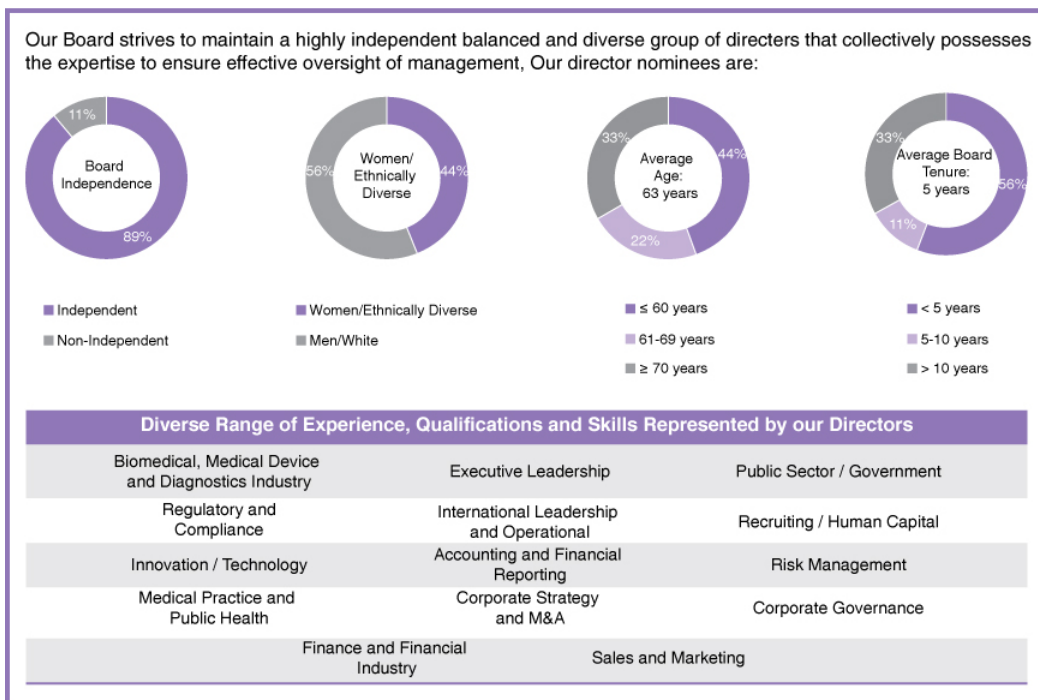 Our Board strives to maintain a highly independent balanced and diverse group of directers that collectively possesses
the expertise to ensure effective oversight of management, Our director nominees are:
11%
Board
Independence
89%
Independent
Non-Independent
56%
Women/
Ethnically
Diverse
44%
Women/Ethnically Diverse
Men/White
33%
44%
Average
Age:
63 years
22%
≤ 60 years
61-69 years
≥ 70 years
33%
Average Board
Tenure:
5 years
56%
11%
< 5 years
5-10 years
> 10 years
Diverse Range of Experience, Qualifications and Skills Represented by our Directors
Biomedical, Medical Device
and Diagnostics Industry
Executive Leadership
Public Sector / Government
Regulatory and
Compliance
International Leadership
and Operational
Recruiting / Human Capital
Innovation / Technology
Accounting and Financial
Reporting
Risk Management
Medical Practice and
Public Health
Corporate Strategy
and M&A
Corporate Governance
Finance and Financial
Industry
Sales and Marketing